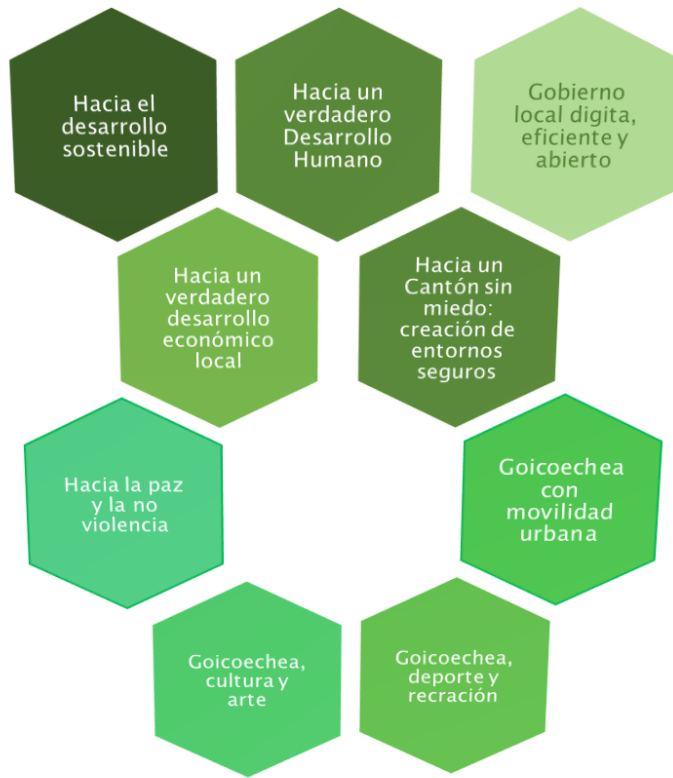 Hacia el
desarrollo
sostenible
Hacia un
verdadero
Desarrollo
Humano
Gobierno
local digita,
eficiente y
abierto
Hacia un
verdadero
desarrollo
económico
local
Hacia un
Cantón sin
miedo:
creación de
entornos
seguros
Hacia la paz
y la no
violencia
Goicoechea
con
movilidad
urbana
Goicoechea,
cultura y
arte
Goicoechea,
deporte y
recración